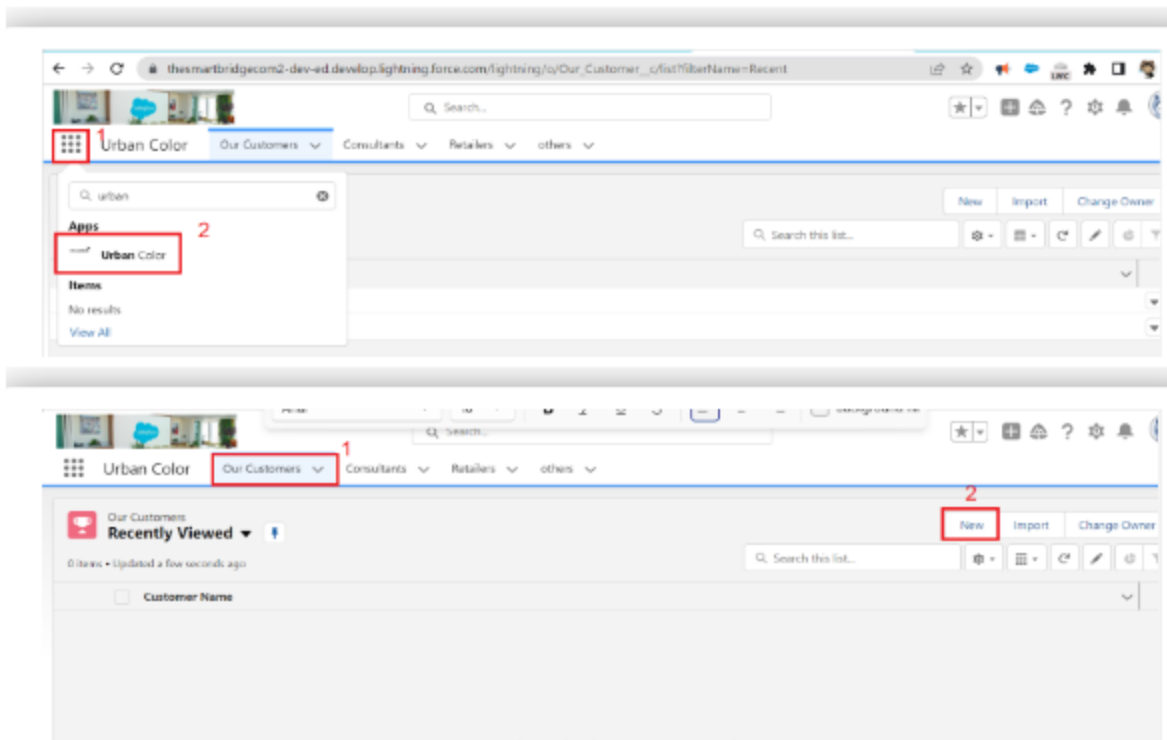 thesmartbridgecom2-dev-ed.develop.lightning.force.com/lightning/o/Our_Customer__c/list?filterName=Recent
LWC
Search...
1
Urban Color Our Customers Consultants Retailers others
urban
New Import Change Owner
Apps
2
Search this list...
Urban Color
Items
No results
View All
Search...
1
Urban Color Our Customers Consultants Retailers others
2
Our Customers
Recently Viewed
New Import Change Owner
0 items • Updated a few seconds ago
Search this list...
Customer Name